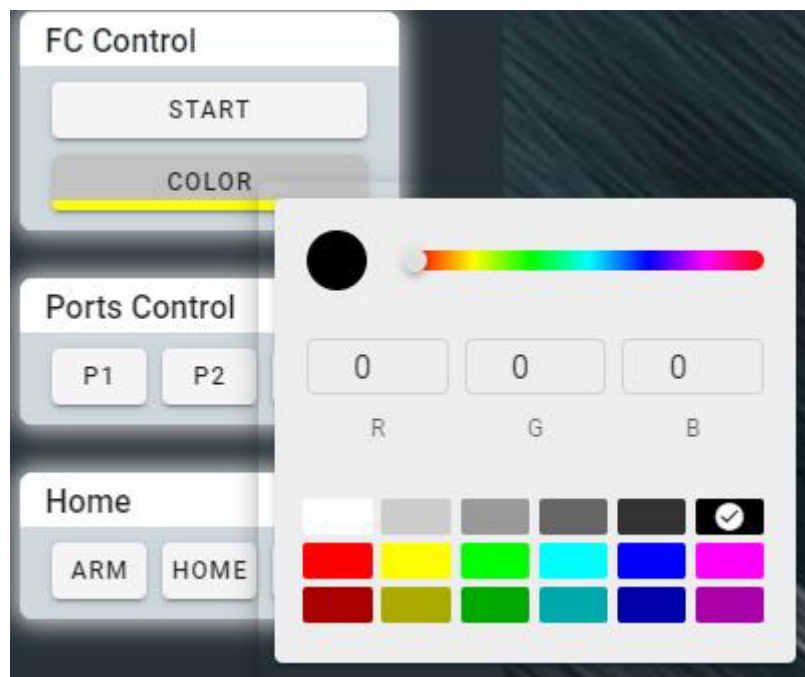 FC Control
START
COLOR
0 0 0
R G B
Ports Control
P1 P2
Home
ARM HOME